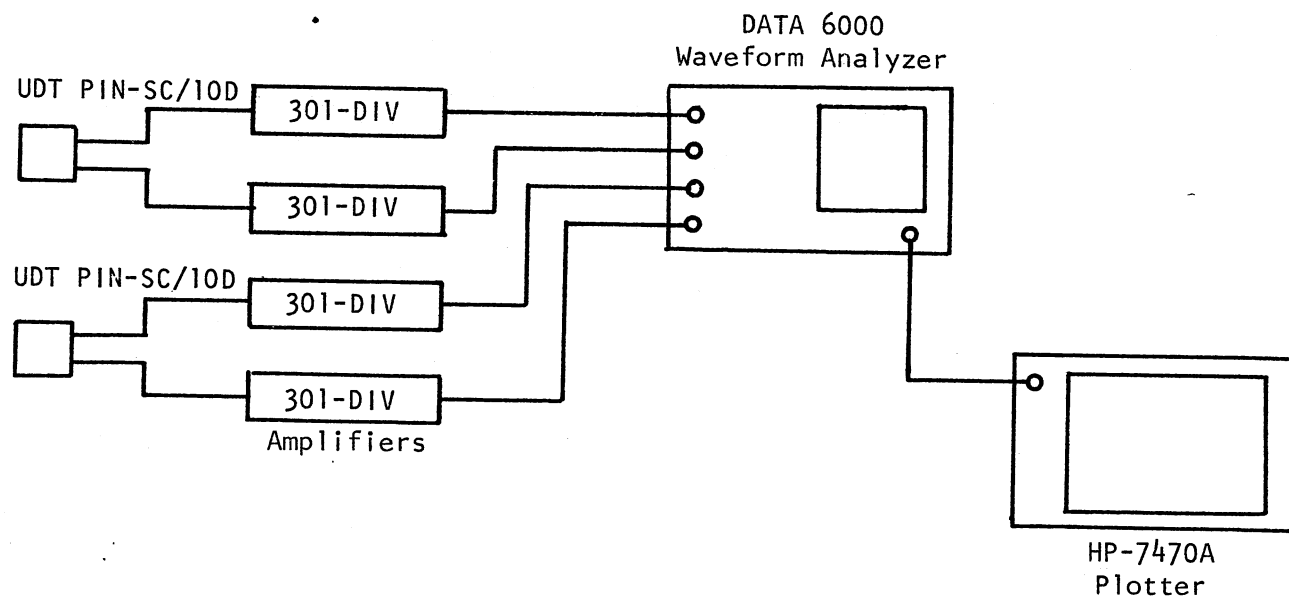 DATA 6000
Waveform Analyzer
UDT PIN-SC/10D
301-DIV
301-DIV
UDT PIN-SC/10D
301-DIV
301-DIV
Amplifiers
HP-7470A
Plotter